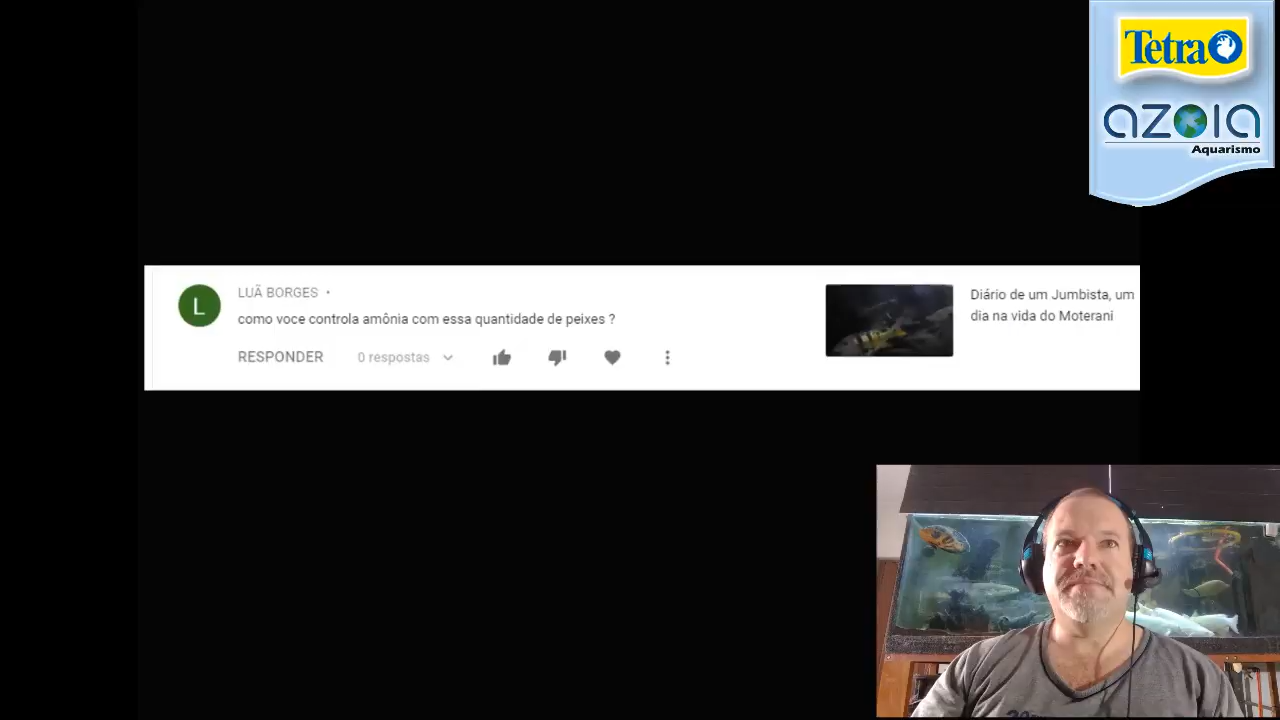 Tetra
azoia
Aquarismo
LUÃ BORGES •
como voce controla amônia com essa quantidade de peixes ?
RESPONDER 0 respostas
Diário de um Jumbista, um
dia na vida do Moterani
L